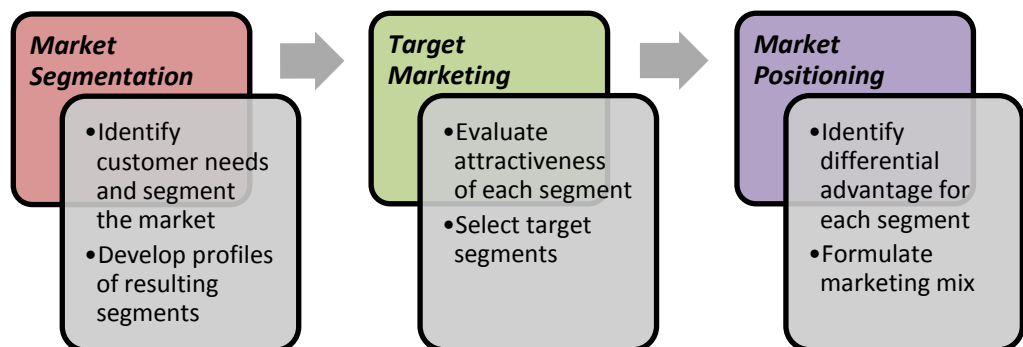 Market
Segmentation
•Identify
customer needs
and segment
the market
•Develop profiles
of resulting
segments
Target
Marketing
•Evaluate
attractiveness
of each segment
•Select target
segments
Market
Positioning
•Identify
differential
advantage for
each segment
•Formulate
marketing mix